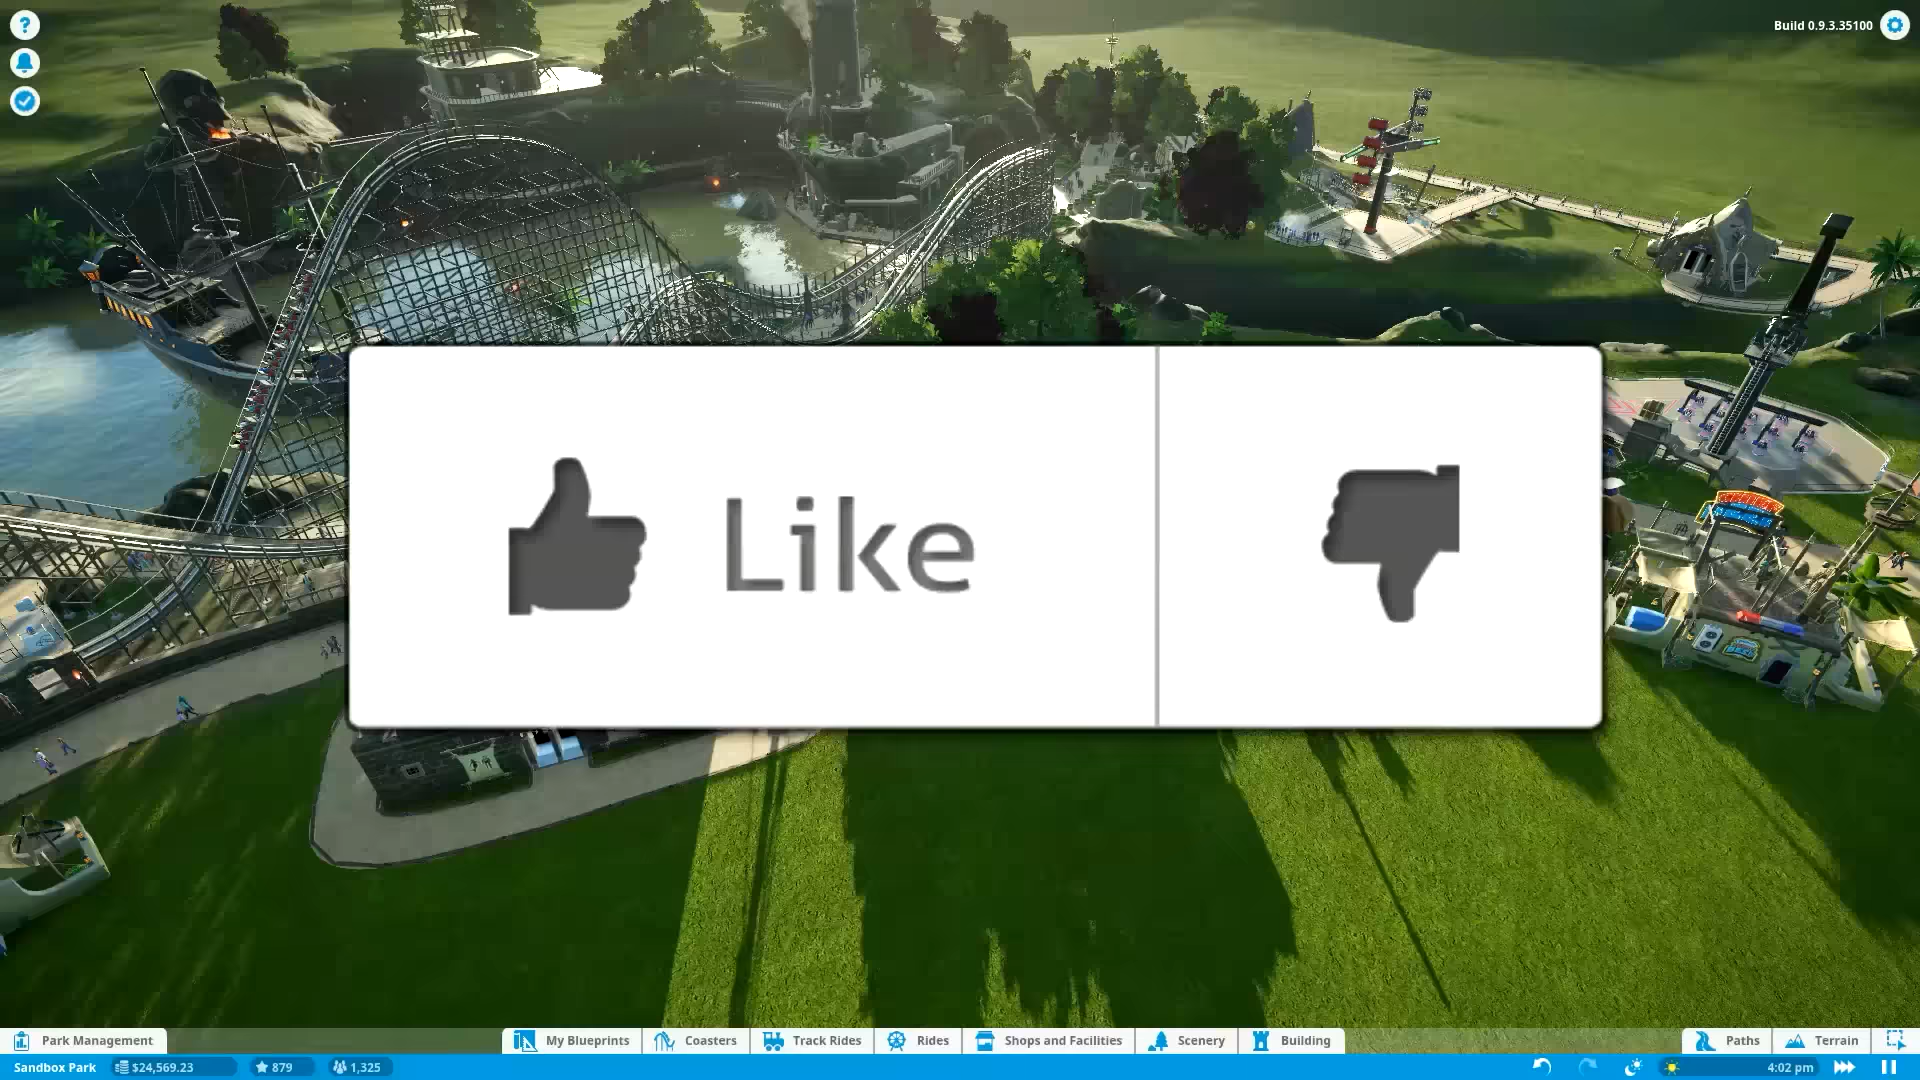 Build 0.9.3.35100
Like
Park Management
My Blueprints
Coasters
Track Rides
Rides
Shops and Facilities
Scenery
Building
Paths
Terrain
Sandbox Park
$24,569.23
879
1,325
4:02 pm